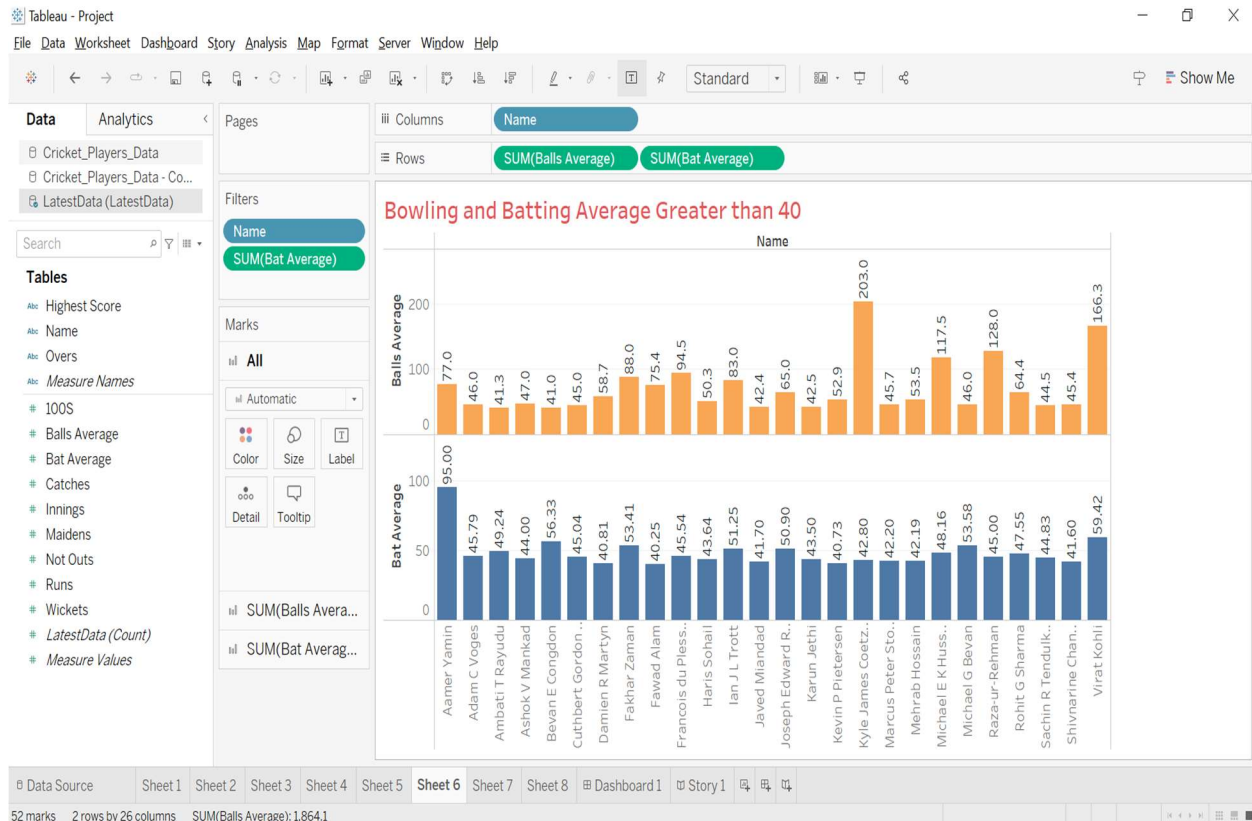 Tableau - Project
File Data Worksheet Dashboard Story Analysis Map Format Server Window Help
Standard
Show Me
Data Analytics
Pages
Columns Name
Cricket_Players_Data
Cricket_Players_Data - Co...
LatestData (LatestData)
Rows SUM(Balls Average) SUM(Bat Average)
Filters
Name
SUM(Bat Average)
Search
Tables
Abc Highest Score
Abc Name
Abc Overs
Abc Measure Names
# 100S
# Balls Average
# Bat Average
# Catches
# Innings
# Maidens
# Not Outs
# Runs
# Wickets
# LatestData (Count)
# Measure Values
Marks
All
Automatic
Color Size Label
Detail Tooltip
SUM(Balls Avera...
SUM(Bat Averag...
Bowling and Batting Average Greater than 40
Name
Balls Average
200
100
0
77.0 46.0 41.3 47.0 41.0 45.0 58.7 88.0 75.4 94.5 50.3 83.0 42.4 65.0 42.5 52.9 203.0 45.7 53.5 117.5 46.0 128.0 64.4 44.5 45.4 166.3
Bat Average
100
50
0
95.00 45.79 49.24 44.00 56.33 45.04 40.81 53.41 40.25 45.54 43.64 51.25 41.70 50.90 43.50 40.73 42.80 42.20 42.19 48.16 53.58 45.00 47.55 44.83 41.60 59.42
Aamer Yamin
Adam C Voges
Ambati T Rayudu
Ashok V Mankad
Bevan E Congdon
Cuthbert Gordon ..
Damien R Martyn
Fakhar Zaman
Fawad Alam
Francois du Pless..
Haris Sohail
Ian J L Trott
Javed Miandad
Joseph Edward R..
Karun Jethi
Kevin P Pietersen
Kyle James Coetz..
Marcus Peter Sto..
Mehrab Hossain
Michael E K Huss..
Michael G Bevan
Raza-ur-Rehman
Rohit G Sharma
Sachin R Tendulk..
Shivnarine Chan..
Virat Kohli
Data Source Sheet 1 Sheet 2 Sheet 3 Sheet 4 Sheet 5 Sheet 6 Sheet 7 Sheet 8 Dashboard 1 Story 1
52 marks 2 rows by 26 columns SUM(Balls Average): 1,864.1